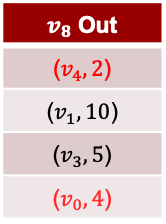 v₈ Out
(v₄, 2)
(v₁, 10)
(v₃, 5)
(v₀, 4)